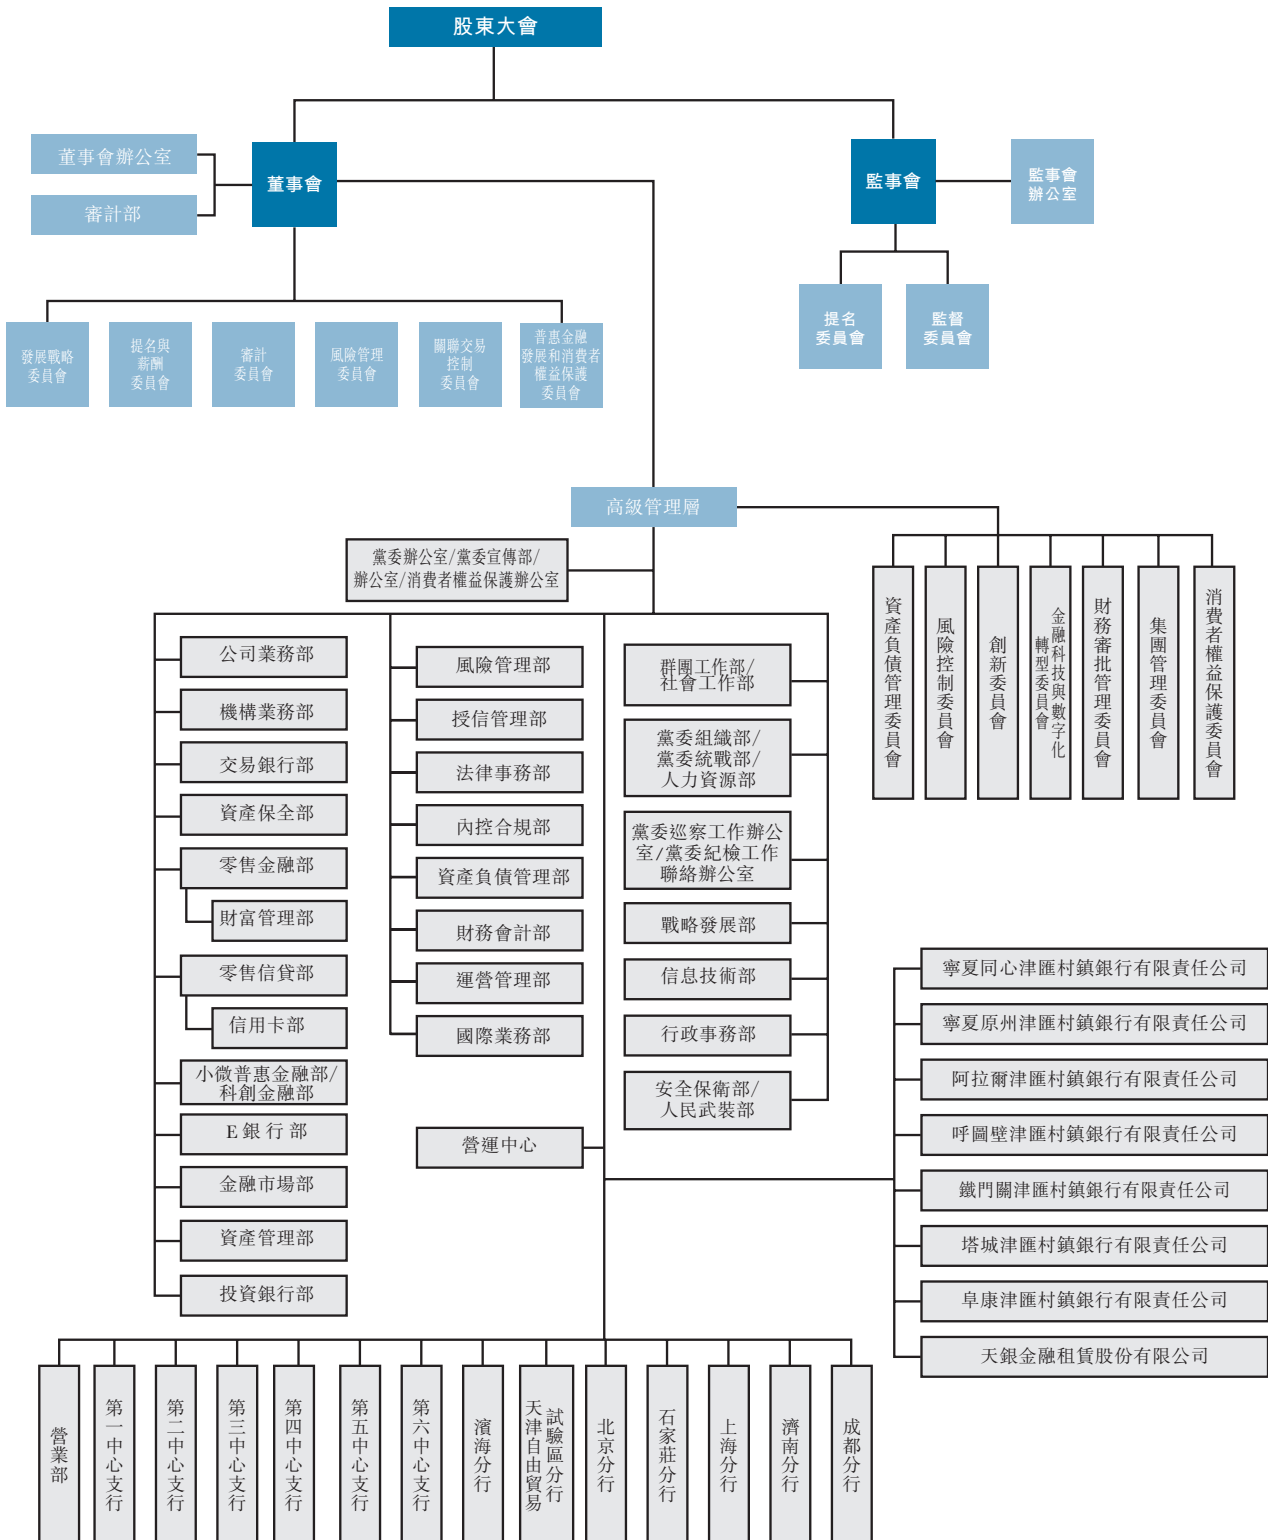 股東大會
董事會辦公室
審計部
董事會
監事會
監事會
辦公室
提名
委員會
監督
委員會
發展戰略
委員會
提名與
薪酬
委員會
審計
委員會
風險管理
委員會
關聯交易
控制
委員會
普惠金融
發展和消費者
權益保護
委員會
高級管理層
黨委辦公室/黨委宣傳部/
辦公室/消費者權益保護辦公室
資產負債管理委員會
風險控制委員會
創新委員會
金融科技與數字化
轉型委員會
財務審批管理委員會
集團管理委員會
消費者權益保護委員會
公司業務部
機構業務部
交易銀行部
資產保全部
零售金融部
財富管理部
零售信貸部
信用卡部
小微普惠金融部/
科創金融部
E銀行部
金融市場部
資產管理部
投資銀行部
風險管理部
授信管理部
法律事務部
內控合規部
資產負債管理部
財務會計部
運營管理部
國際業務部
營運中心
群團工作部/
社會工作部
黨委組織部/
黨委統戰部/
人力資源部
黨委巡察工作辦公
室/黨委紀檢工作
聯絡辦公室
戰略發展部
信息技術部
行政事務部
安全保衛部/
人民武裝部
寧夏同心津匯村鎮銀行有限責任公司
寧夏原州津匯村鎮銀行有限責任公司
阿拉爾津匯村鎮銀行有限責任公司
呼圖壁津匯村鎮銀行有限責任公司
鐵門關津匯村鎮銀行有限責任公司
塔城津匯村鎮銀行有限責任公司
阜康津匯村鎮銀行有限責任公司
天銀金融租賃股份有限公司
營業部
第一中心支行
第二中心支行
第三中心支行
第四中心支行
第五中心支行
第六中心支行
濱海分行
天津自由貿易
試驗區分行
北京分行
石家莊分行
上海分行
濟南分行
成都分行